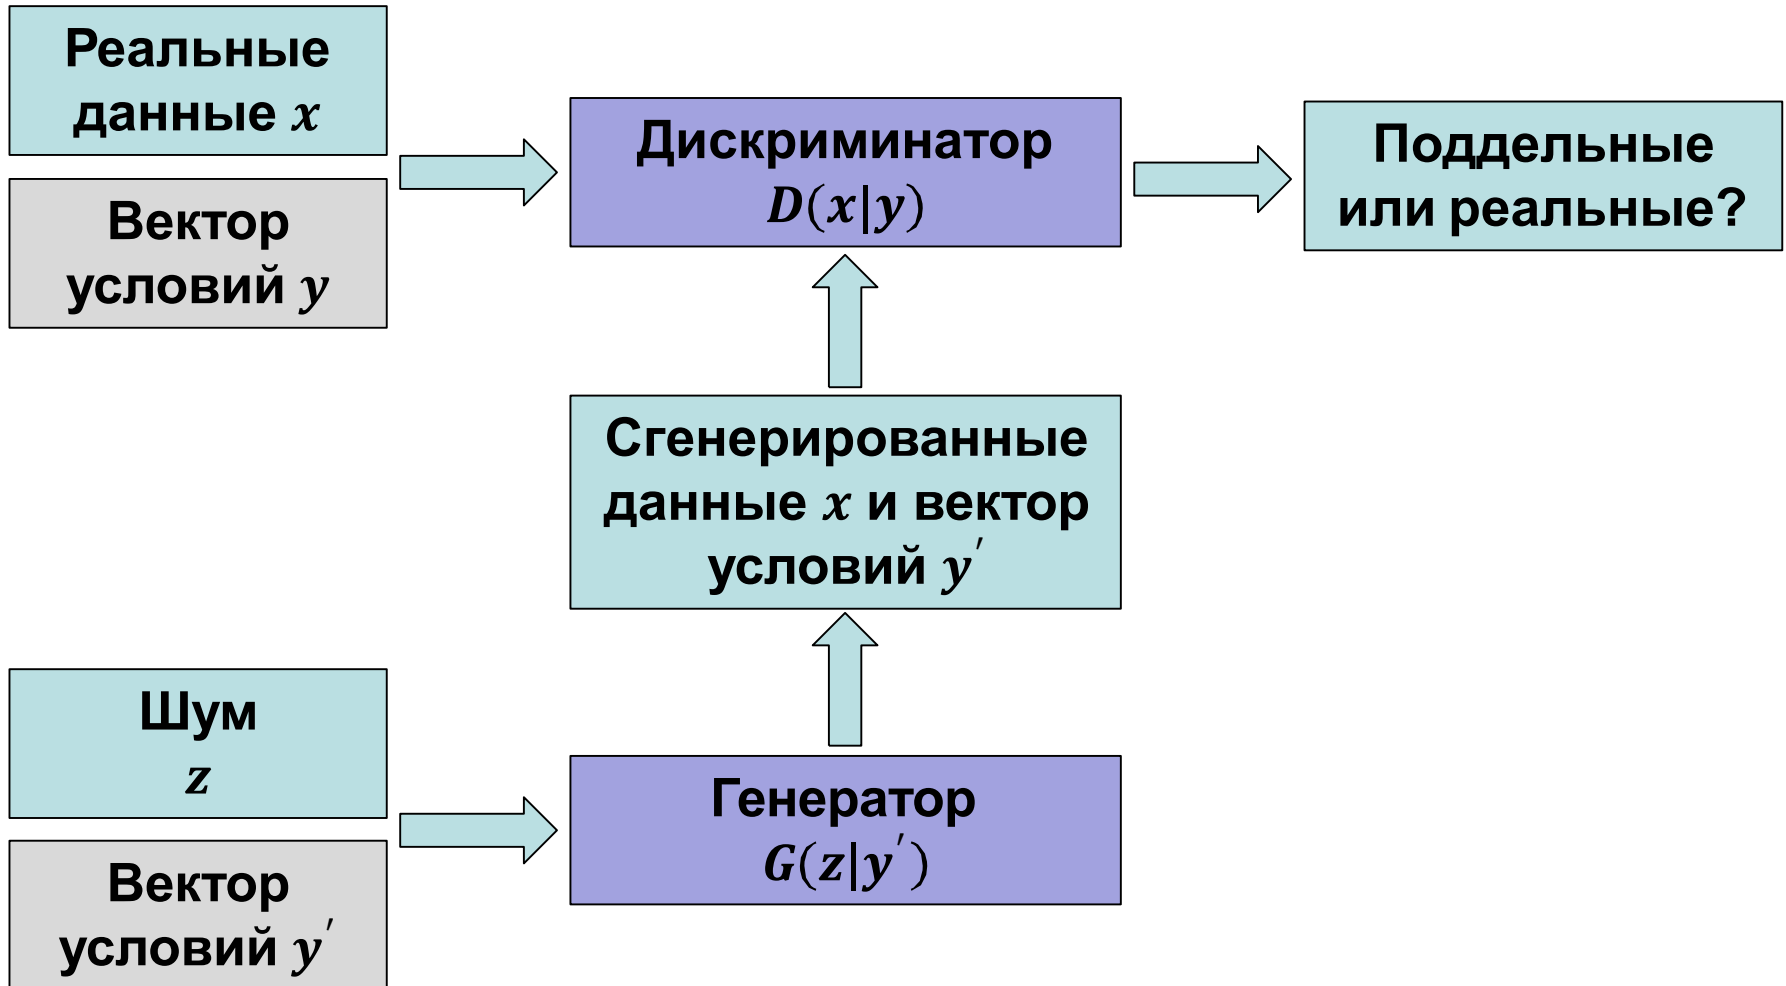 Реальные
данные x
Вектор
условий y
Дискриминатор
D(x|y)
Поддельные
или реальные?
Сгенерированные
данные x и вектор
условий y′
Шум
z
Вектор
условий y′
Генератор
G(z|y′)